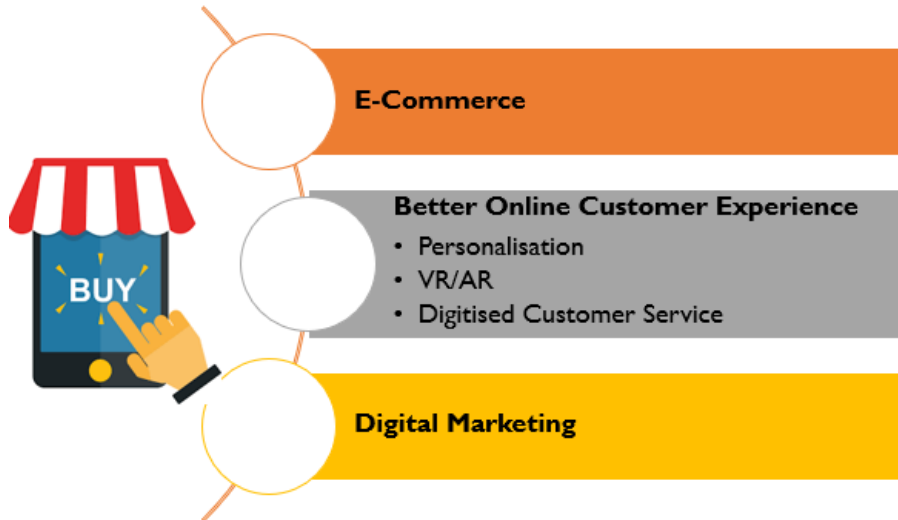 E-Commerce
BUY
Better Online Customer Experience
• Personalisation
• VR/AR
• Digitised Customer Service
Digital Marketing